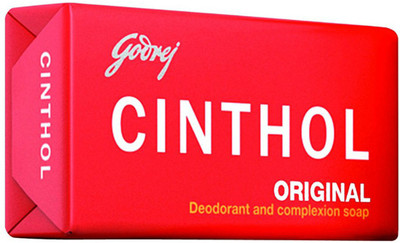 Godrej
CINTHOL
CINTHOL
ORIGINAL
Deodorant and complexion soap